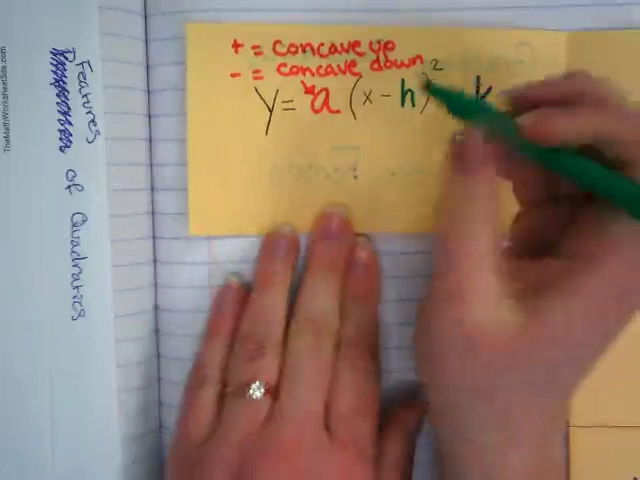 + = concave up
- = concave down
y = a (x - h)² k
Features
of Quadratics
TheMathWorksheetSite.com